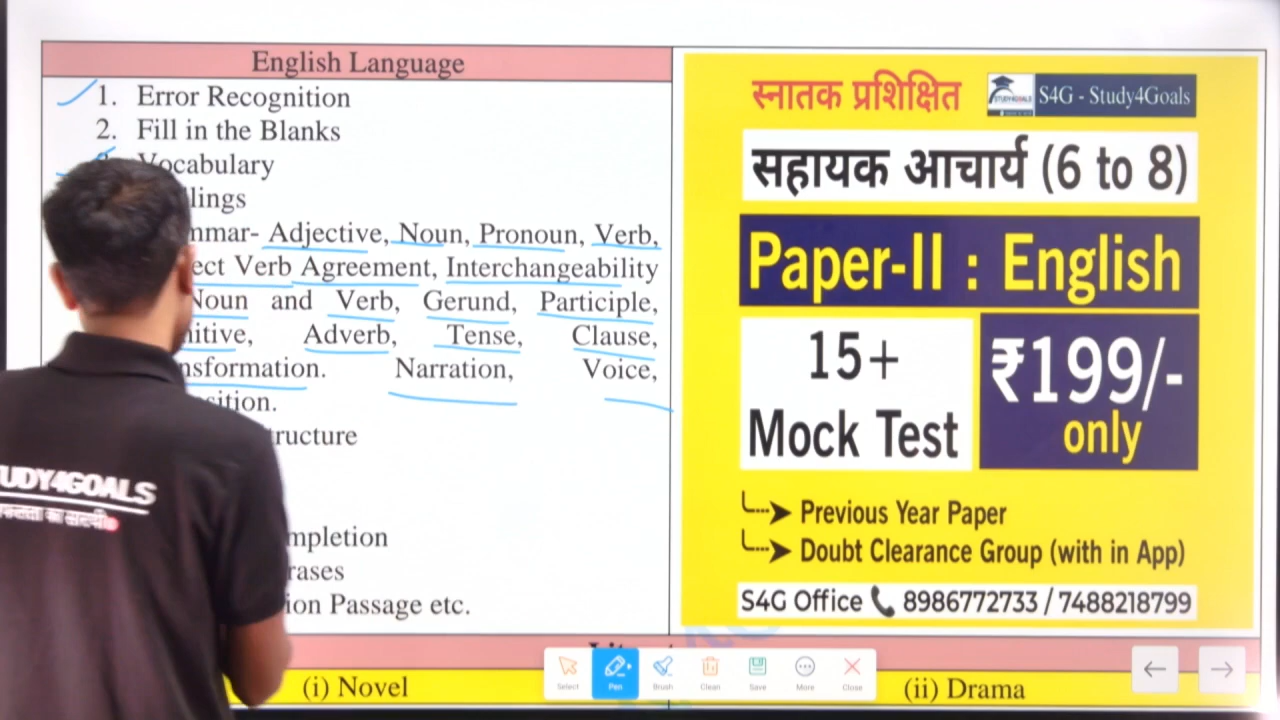 English Language
1. Error Recognition
2. Fill in the Blanks
Vocabulary
lings
mmar- Adjective, Noun, Pronoun, Verb,
ect Verb Agreement, Interchangeability
Noun and Verb, Gerund, Participle,
nitive, Adverb, Tense, Clause,
nsformation. Narration, Voice,
sition.
tructure
mpletion
rases
ion Passage etc.
(i) Novel
स्नातक प्रशिक्षित
STUDY4GOALS
S4G - Study4Goals
सहायक आचार्य (6 to 8)
Paper-II : English
15+
Mock Test
₹199/-
only
Previous Year Paper
Doubt Clearance Group (with in App)
S4G Office 8986772733 / 7488218799
(ii) Drama
Select Pen Brush Clean Save More Close
UDY4GOALS